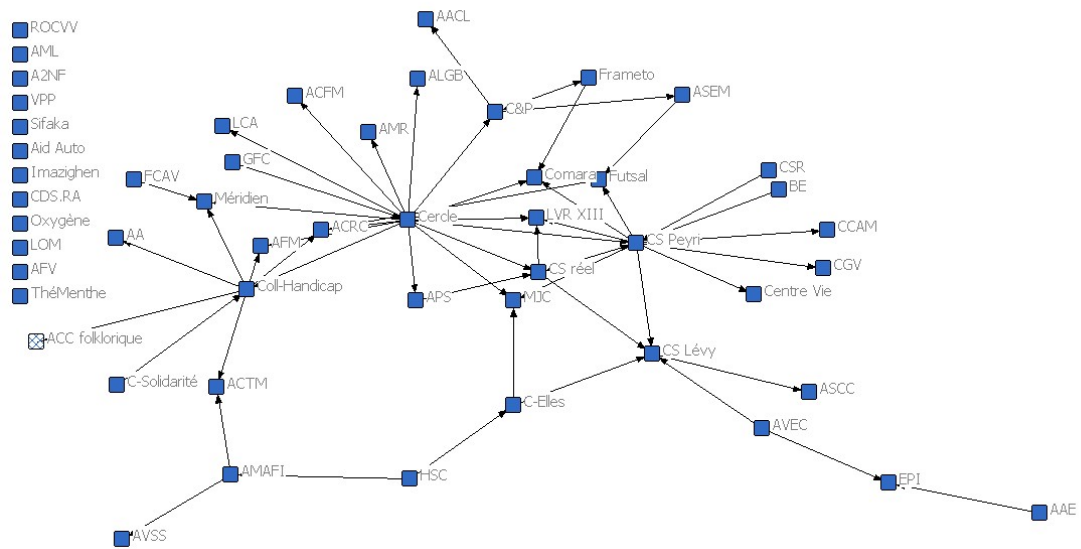 AACL
ROCVV
AML
A2NF
VPP
Sifaka
Aid Auto
Imazighen
CDS.RA
Oxygène
LOM
AFV
ThéMenthe
ALGB
Frameto
ACFM
ASEM
C&P
LCA
AMR
GFC
CSR
FCAV
Comara
Futsal
BE
Méridien
Cercle
LVR XIII
ACRC
CCAM
AA
AFM
CS Peyri
CS réel
CGV
Coll-Handicap
APS
MJC
Centre Vie
ACC folklorique
CS Lévy
C-Solidarité
ACTM
ASCC
C-Elles
AVEC
AMAFI
HSC
EPI
AAE
AVSS